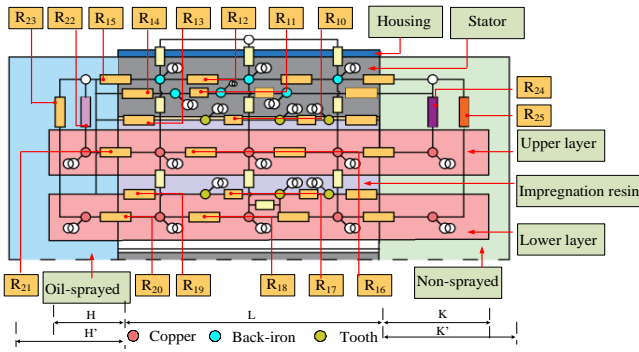 R23 R22 R15 R14 R13 R12 R11 R10 Housing Stator
R24
R25
Upper layer
Impregnation resin
Lower layer
R21 Oil-sprayed R20 R19 R18 R17 R16 Non-sprayed
H L K
H' K'
Copper Back-iron Tooth